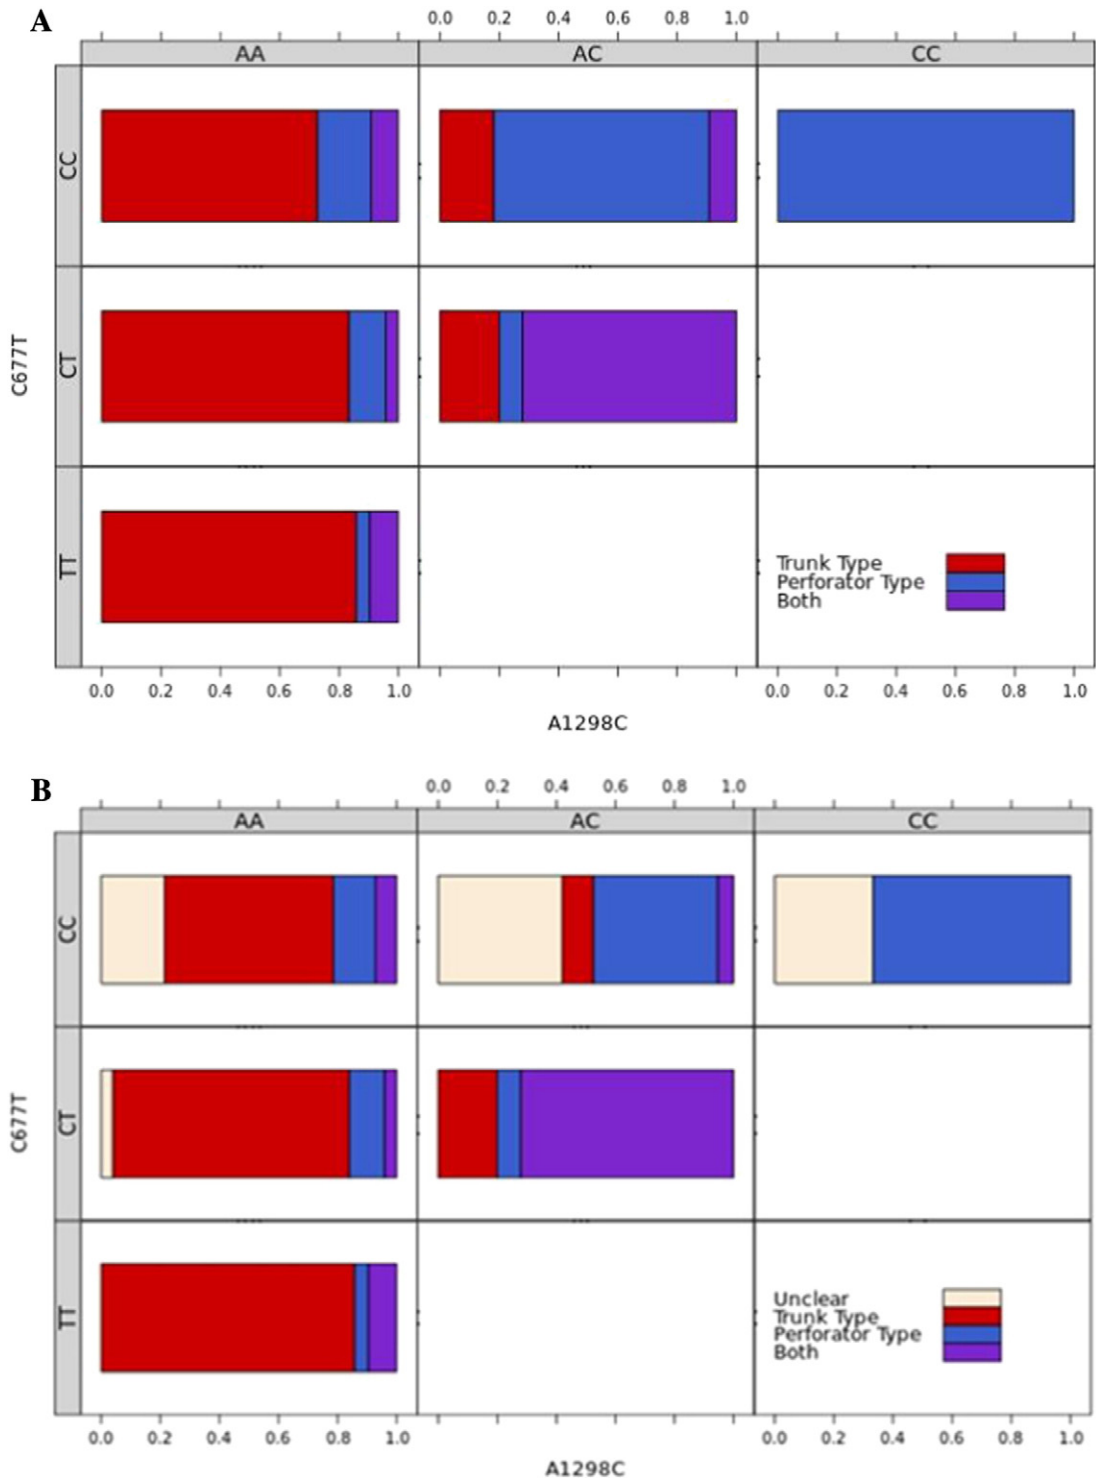 A
0.0 0.2 0.4 0.6 0.8 1.0
AA AC CC
CC
C677T
CT
TT
Trunk Type
Perforator Type
Both
0.0 0.2 0.4 0.6 0.8 1.0 0.0 0.2 0.4 0.6 0.8 1.0
A1298C
B
0.0 0.2 0.4 0.6 0.8 1.0
AA AC CC
CC
C677T
CT
TT
Unclear
Trunk Type
Perforator Type
Both
0.0 0.2 0.4 0.6 0.8 1.0 0.0 0.2 0.4 0.6 0.8 1.0
A1298C